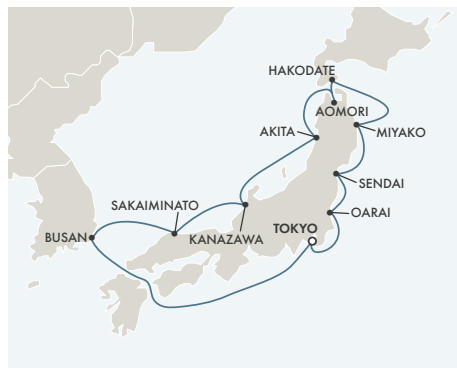 HAKODATE
AOMORI
AKITA
MIYAKO
SENDAI
SAKAIMINATO
OARAI
TOKYO
BUSAN
KANAZAWA